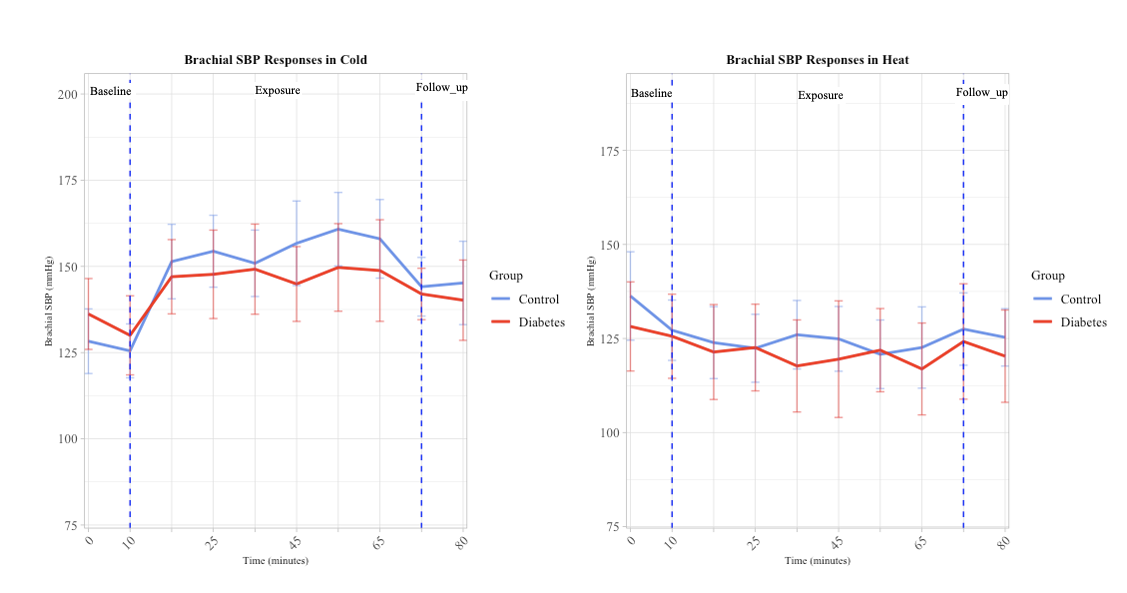 Brachial SBP Responses in Cold
Baseline
Exposure
Follow_up
200
175
150
125
100
75
Brachial SBP (mmHg)
0
10
25
45
65
80
Time (minutes)
Group
Control
Diabetes
Brachial SBP Responses in Heat
Baseline
Exposure
Follow_up
175
150
125
100
75
Brachial SBP (mmHg)
0
10
25
45
65
80
Time (minutes)
Group
Control
Diabetes